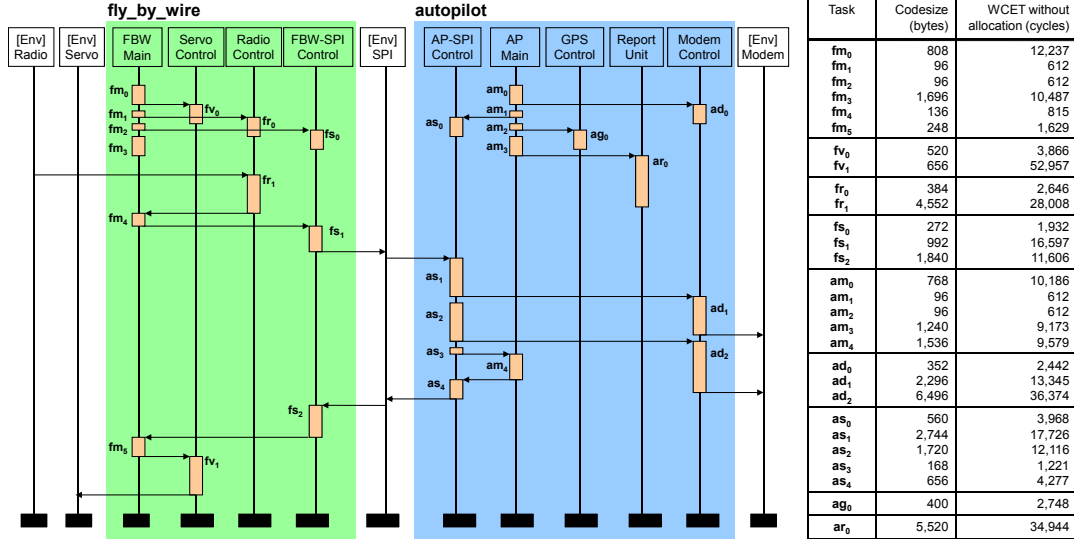 fly_by_wire
autopilot
[Env] Radio
[Env] Servo
FBW Main
Servo Control
Radio Control
FBW-SPI Control
[Env] SPI
AP-SPI Control
AP Main
GPS Control
Report Unit
Modem Control
[Env] Modem
fm0
fv0
fm1
fr0
fm2
fs0
fm3
fr1
fm4
fs1
fs2
fm5
fv1
am0
ad0
am1
as0
am2
ag0
am3
ar0
as1
ad1
as2
as3
ad2
am4
as4
Task Codesize (bytes) WCET without allocation (cycles)
fm0 808 12,237
fm1 96 612
fm2 96 612
fm3 1,696 10,487
fm4 136 815
fm5 248 1,629
fv0 520 3,866
fv1 656 52,957
fr0 384 2,646
fr1 4,552 28,008
fs0 272 1,932
fs1 992 16,597
fs2 1,840 11,606
am0 768 10,186
am1 96 612
am2 96 612
am3 1,240 9,173
am4 1,536 9,579
ad0 352 2,442
ad1 2,296 13,345
ad2 6,496 36,374
as0 560 3,968
as1 2,744 17,726
as2 1,720 12,116
as3 168 1,221
as4 656 4,277
ag0 400 2,748
ar0 5,520 34,944